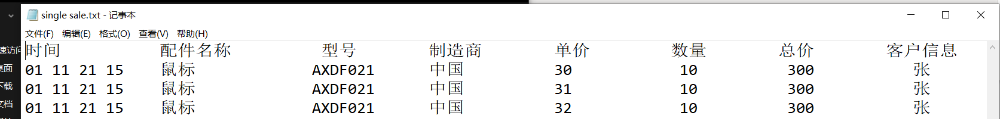 single sale.txt - 记事本
文件(F) 编辑(E) 格式(O) 查看(V) 帮助(H)
速访问
时间 配件名称 型号 制造商 单价 数量 总价 客户信息
桌面
01 11 21 15 鼠标 AXDF021 中国 30 10 300 张
下载
01 11 21 15 鼠标 AXDF021 中国 31 10 300 张
文档
01 11 21 15 鼠标 AXDF021 中国 32 10 300 张